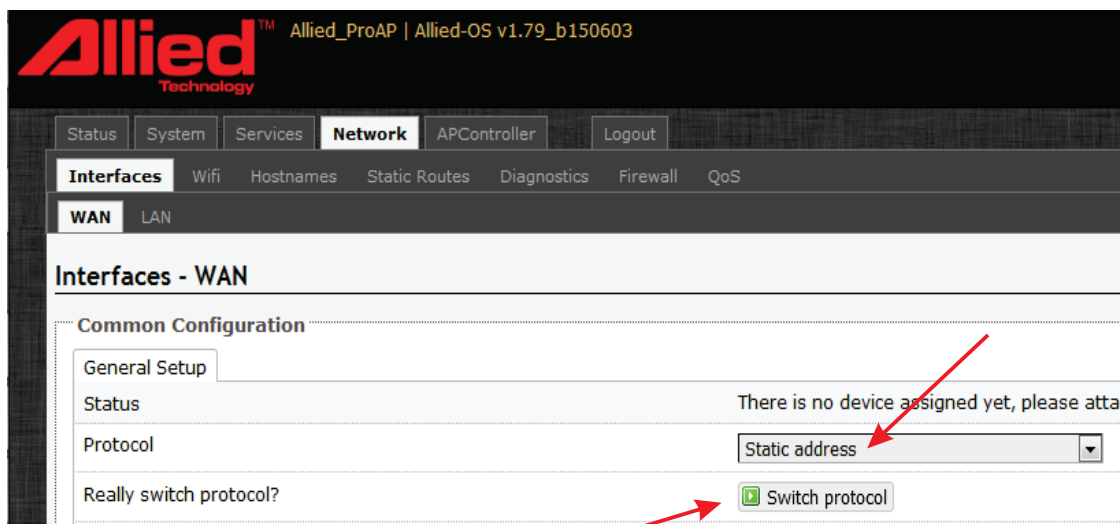 Allied™
Technology
Allied_ProAP | Allied-OS v1.79_b150603
Status System Services Network APController Logout
Interfaces Wifi Hostnames Static Routes Diagnostics Firewall QoS
WAN LAN
Interfaces - WAN
Common Configuration
General Setup
Status There is no device assigned yet, please atta
Protocol Static address
Really switch protocol? Switch protocol